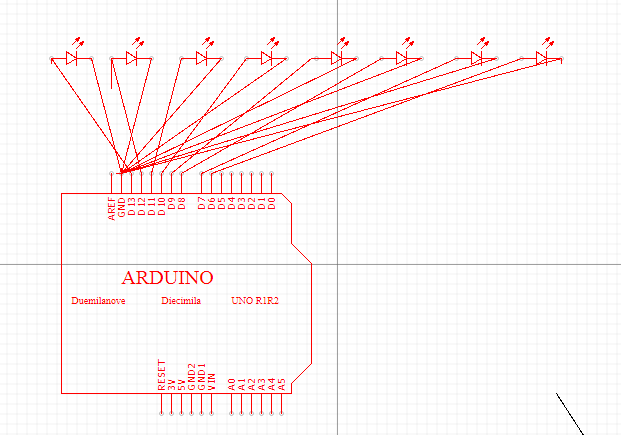 AREF GND D13 D12 D11 D10 D9 D8 D7 D6 D5 D4 D3 D2 D1 D0
ARDUINO
Duemilanove Diecimila UNO R1R2
RESET 3V 5V GND2 GND1 VIN A0 A1 A2 A3 A4 A5